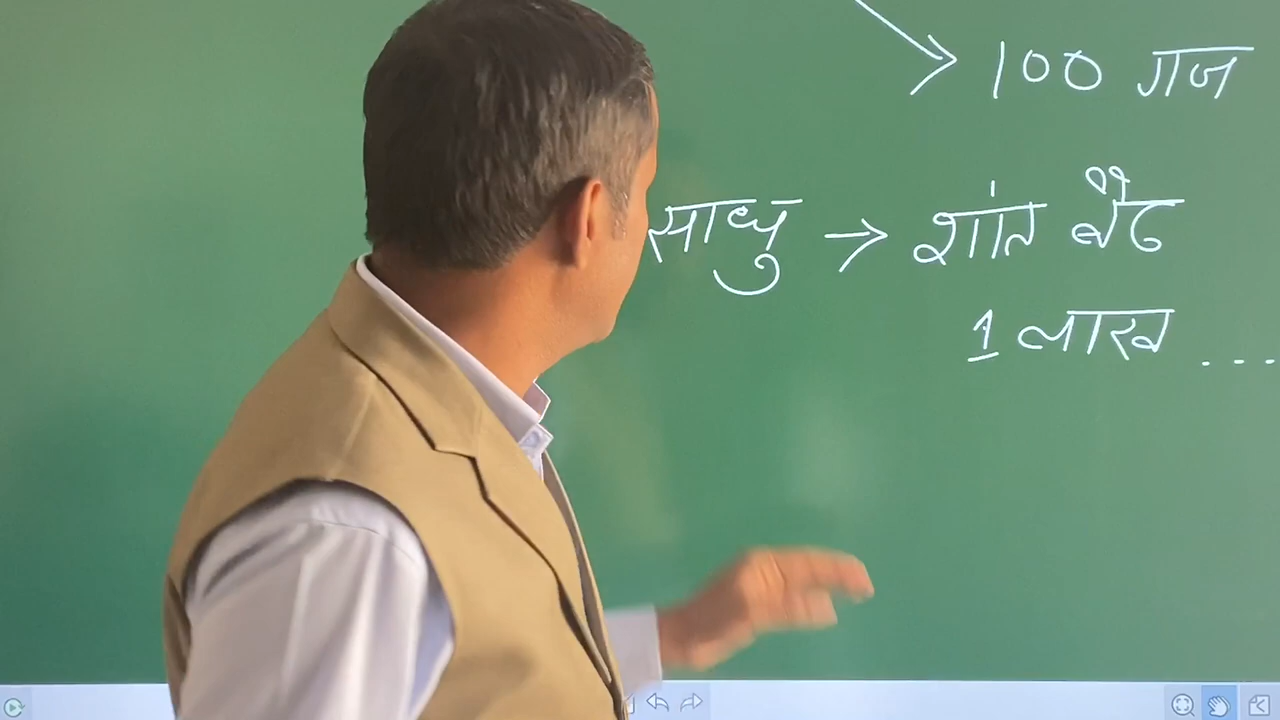 → 100 गज
साधु → शांत बैठ
1 लाख ....